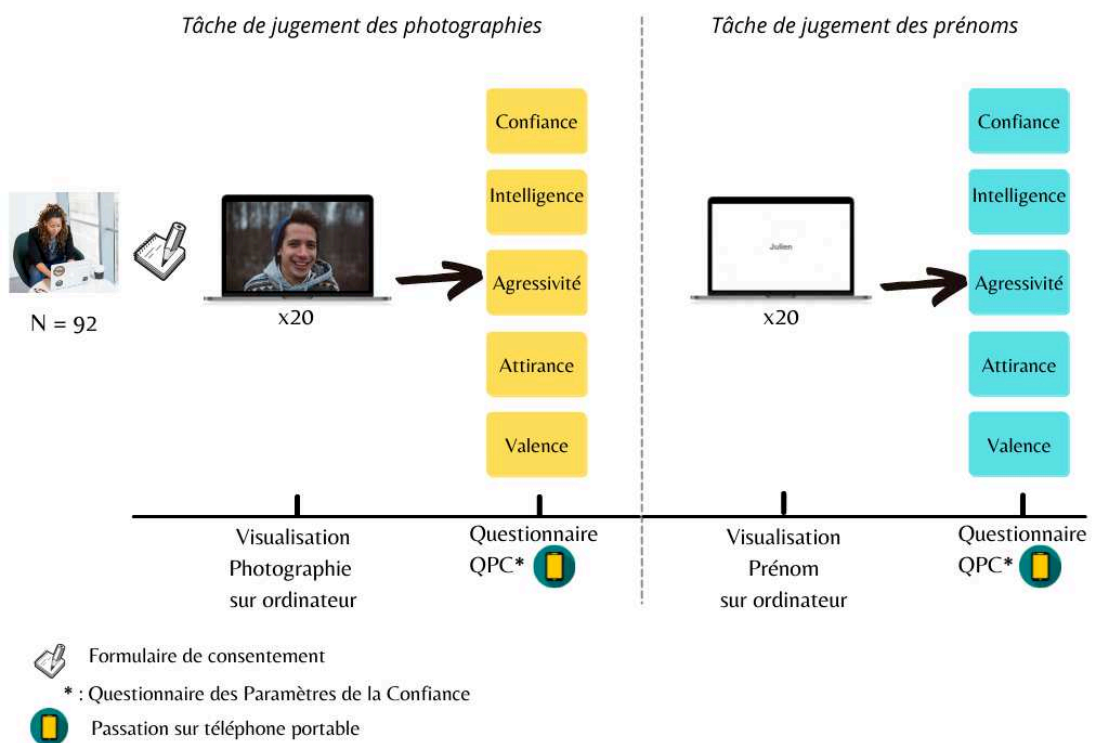 Tâche de jugement des photographies
Tâche de jugement des prénoms
Confiance
Intelligence
Agressivité
Attirance
Valence
Confiance
Intelligence
Agressivité
Attirance
Valence
N = 92
x20
Julien
x20
Visualisation
Photographie
sur ordinateur
Questionnaire
QPC*
Visualisation
Prénom
sur ordinateur
Questionnaire
QPC*
Formulaire de consentement
* : Questionnaire des Paramètres de la Confiance
Passation sur téléphone portable